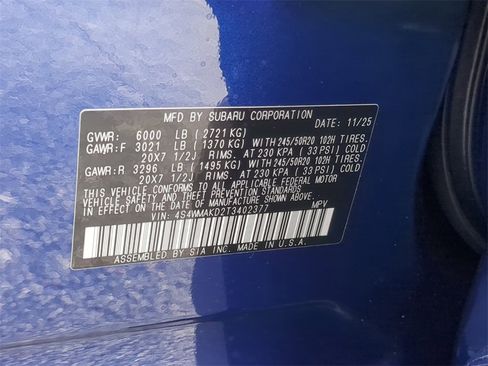 MFD BY SUBARU CORPORATION
DATE: 11/25
GVWR: 6000 LB (2721 KG)
GAWR:F 3021 LB (1370 KG) WITH 245/50R20 102H TIRES.
20X7 1/2J RIMS. AT 230 KPA (33 PSI) COLD
GAWR:R 3296 LB (1495 KG) WITH 245/50R20 102H TIRES.
20X7 1/2J RIMS. AT 230 KPA (33 PSI) COLD
THIS VEHICLE CONFORMS TO ALL APPLICABLE FEDERAL MOTOR
VEHICLE SAFETY AND THEFT PREVENTION STANDARDS
IN EFFECT ON THE DATE OF MANUFACTURE SHOWN ABOVE.
VIN: 4S4WMAKD2T3402377 MPV
ASSEMBLED BY SIA INC. MADE IN U.S.A.